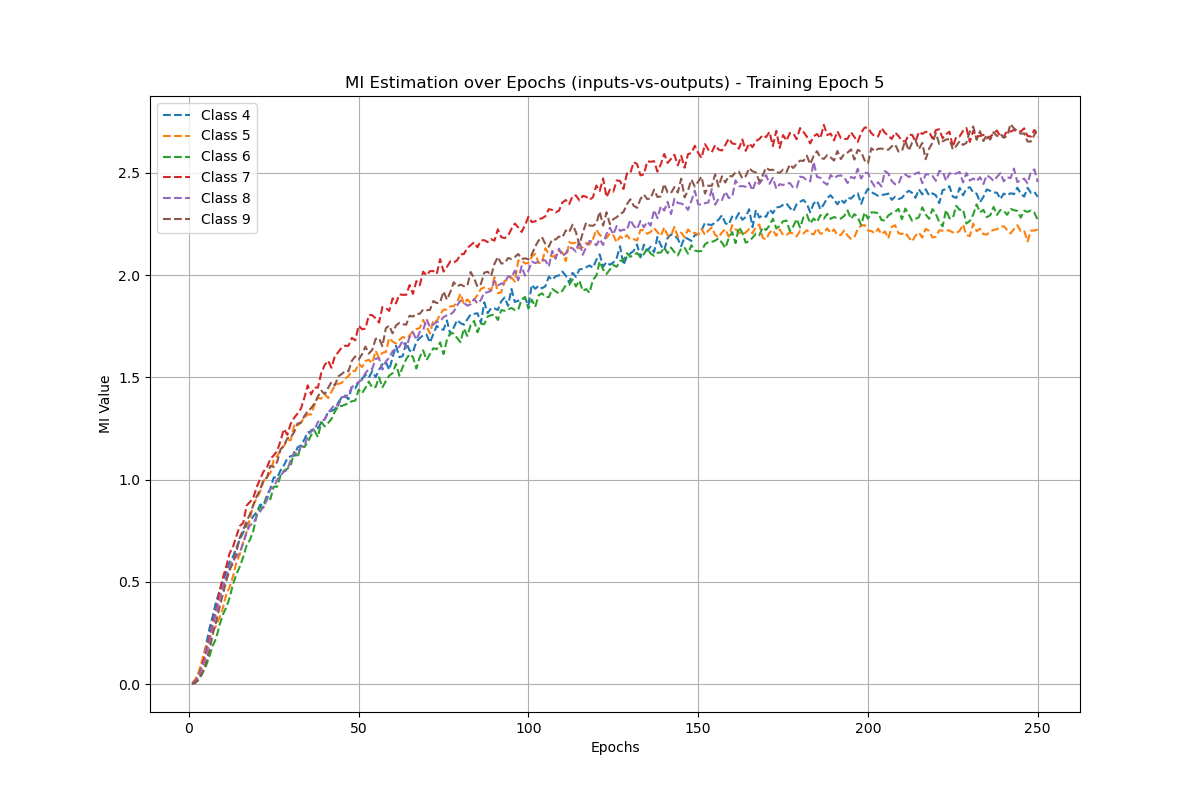 MI Estimation over Epochs (inputs-vs-outputs) - Training Epoch 5
Class 4
Class 5
Class 6
Class 7
Class 8
Class 9
MI Value
2.5
2.0
1.5
1.0
0.5
0.0
0
50
100
150
200
250
Epochs